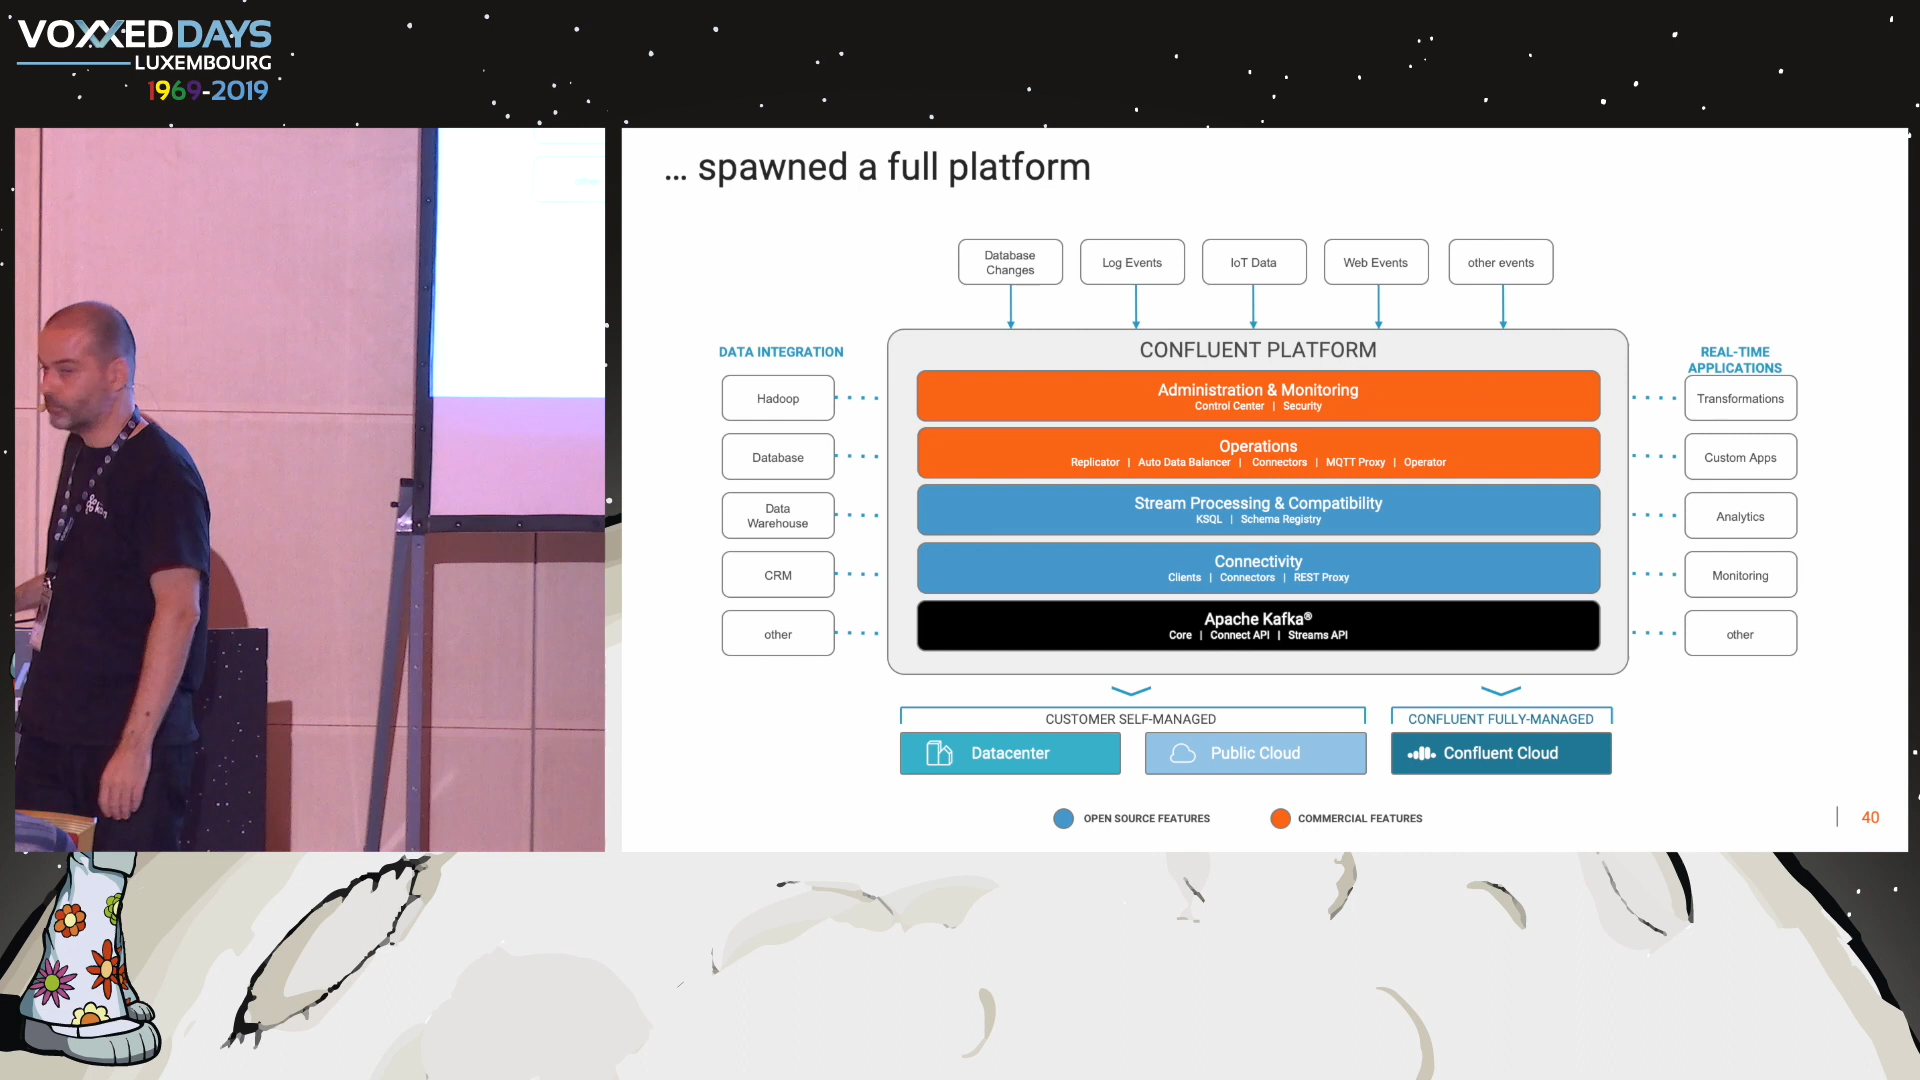 VOXXEDDAYS
LUXEMBOURG
1969-2019
... spawned a full platform
Database
Changes
Log Events
IoT Data
Web Events
other events
DATA INTEGRATION
Hadoop
Database
Data
Warehouse
CRM
other
CONFLUENT PLATFORM
Administration & Monitoring
Control Center | Security
Operations
Replicator | Auto Data Balancer | Connectors | MQTT Proxy | Operator
Stream Processing & Compatibility
KSQL | Schema Registry
Connectivity
Clients | Connectors | REST Proxy
Apache Kafka®
Core | Connect API | Streams API
REAL-TIME
APPLICATIONS
Transformations
Custom Apps
Analytics
Monitoring
other
CUSTOMER SELF-MANAGED
CONFLUENT FULLY-MANAGED
Datacenter
Public Cloud
Confluent Cloud
OPEN SOURCE FEATURES
COMMERCIAL FEATURES
40